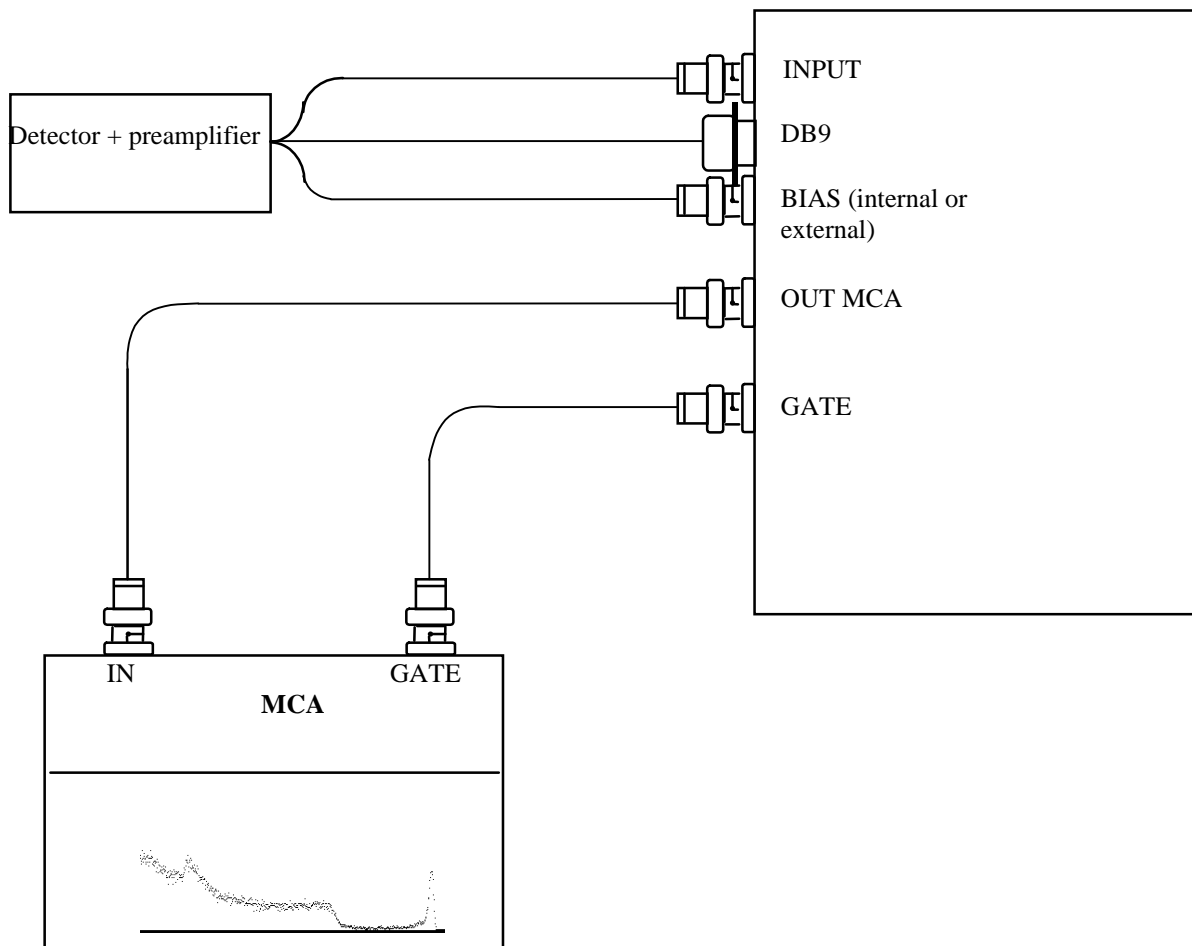 INPUT
Detector + preamplifier
DB9
BIAS (internal or
external)
OUT MCA
GATE
IN
GATE
MCA